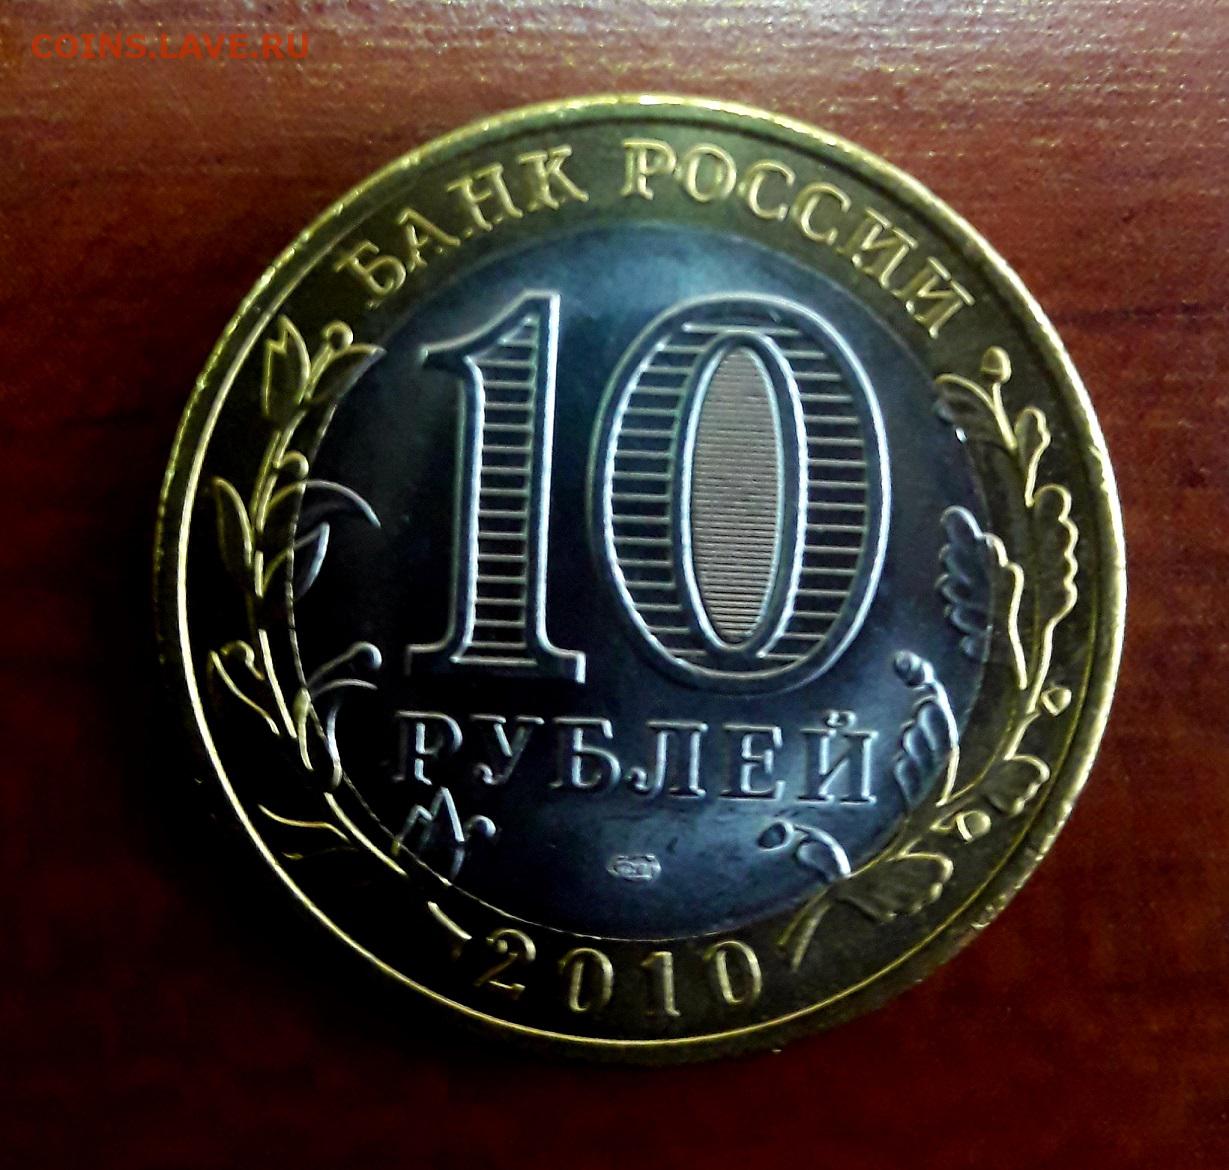 COINS.LAVE.RU
БАНК РОССИИ
10
РУБЛЕЙ
2010